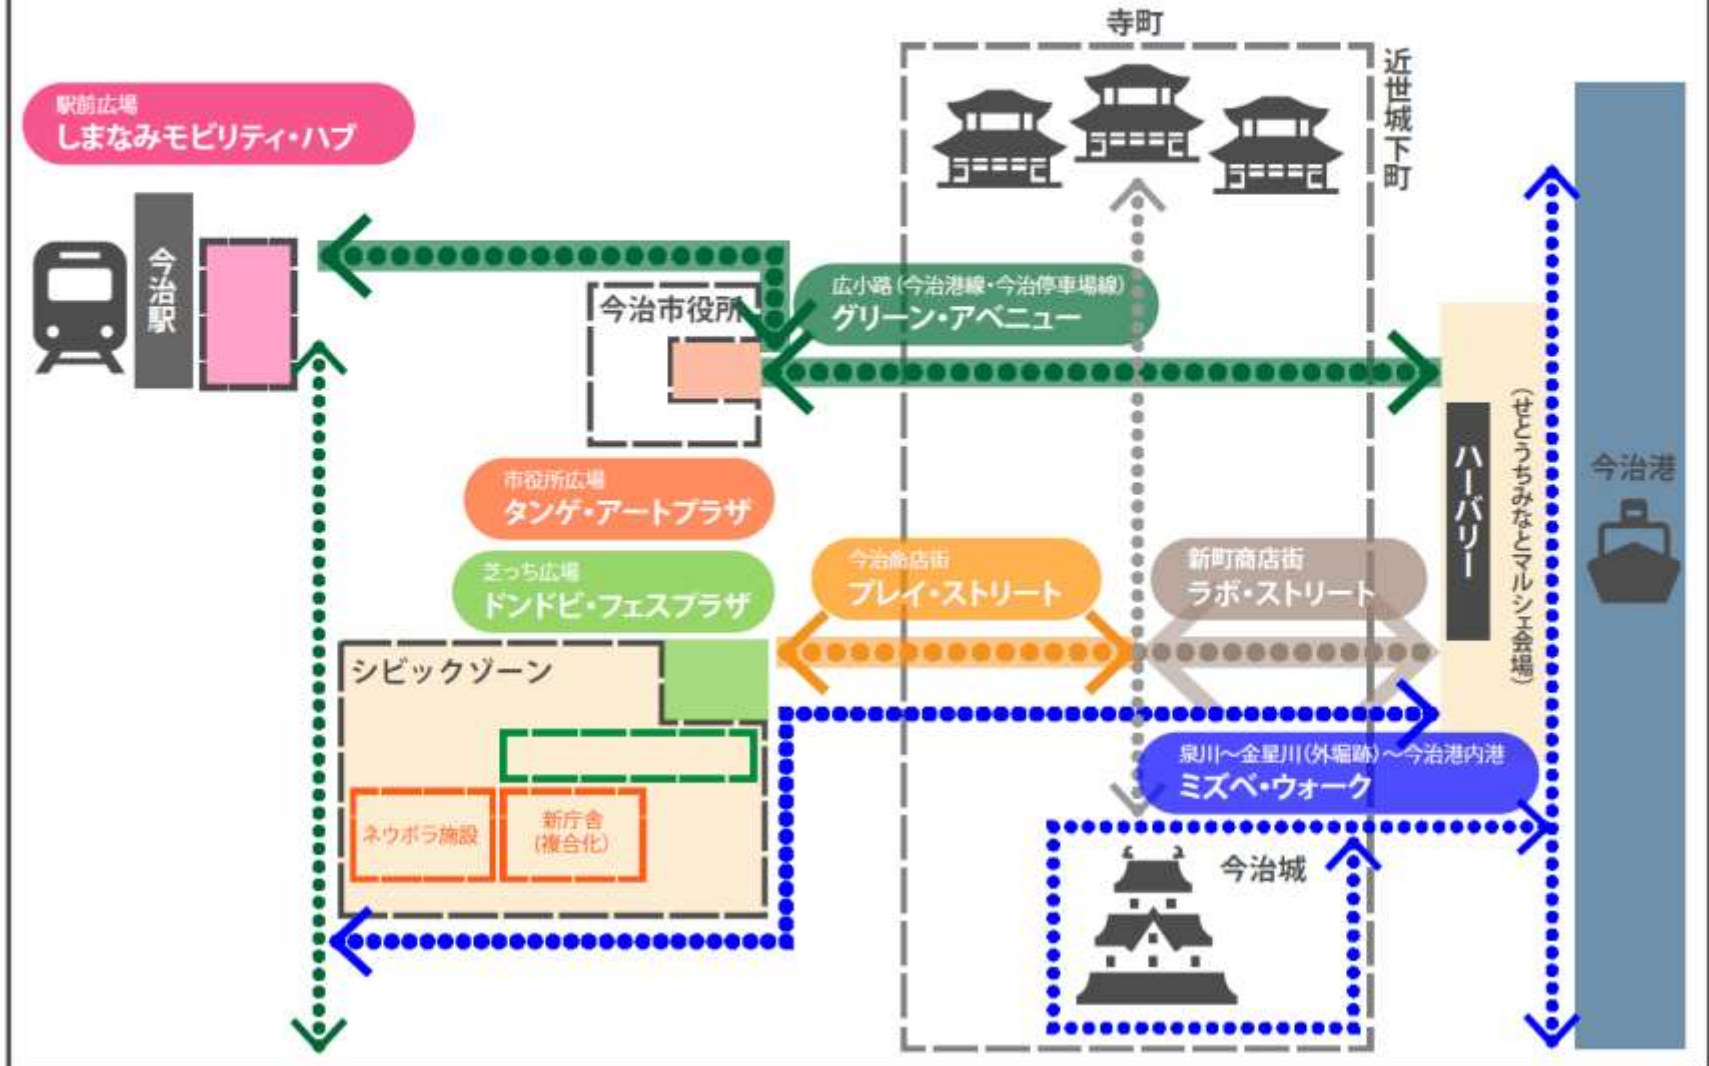 寺町
近世城下町
駅前広場
しまなみモビリティ・ハブ
今治駅
今治市役所
広小路(今治港線・今治停車場線)
グリーン・アベニュー
ハーバリー
(せとうちみなとマルシェ会場)
今治港
市役所広場
タンゲ・アートプラザ
芝っち広場
ドンドビ・フェスプラザ
今治商店街
プレイ・ストリート
新町商店街
ラボ・ストリート
シビックゾーン
泉川～金星川(外堀跡)～今治港内港
ミズベ・ウォーク
ネウボラ施設
新庁舎
(複合化)
今治城